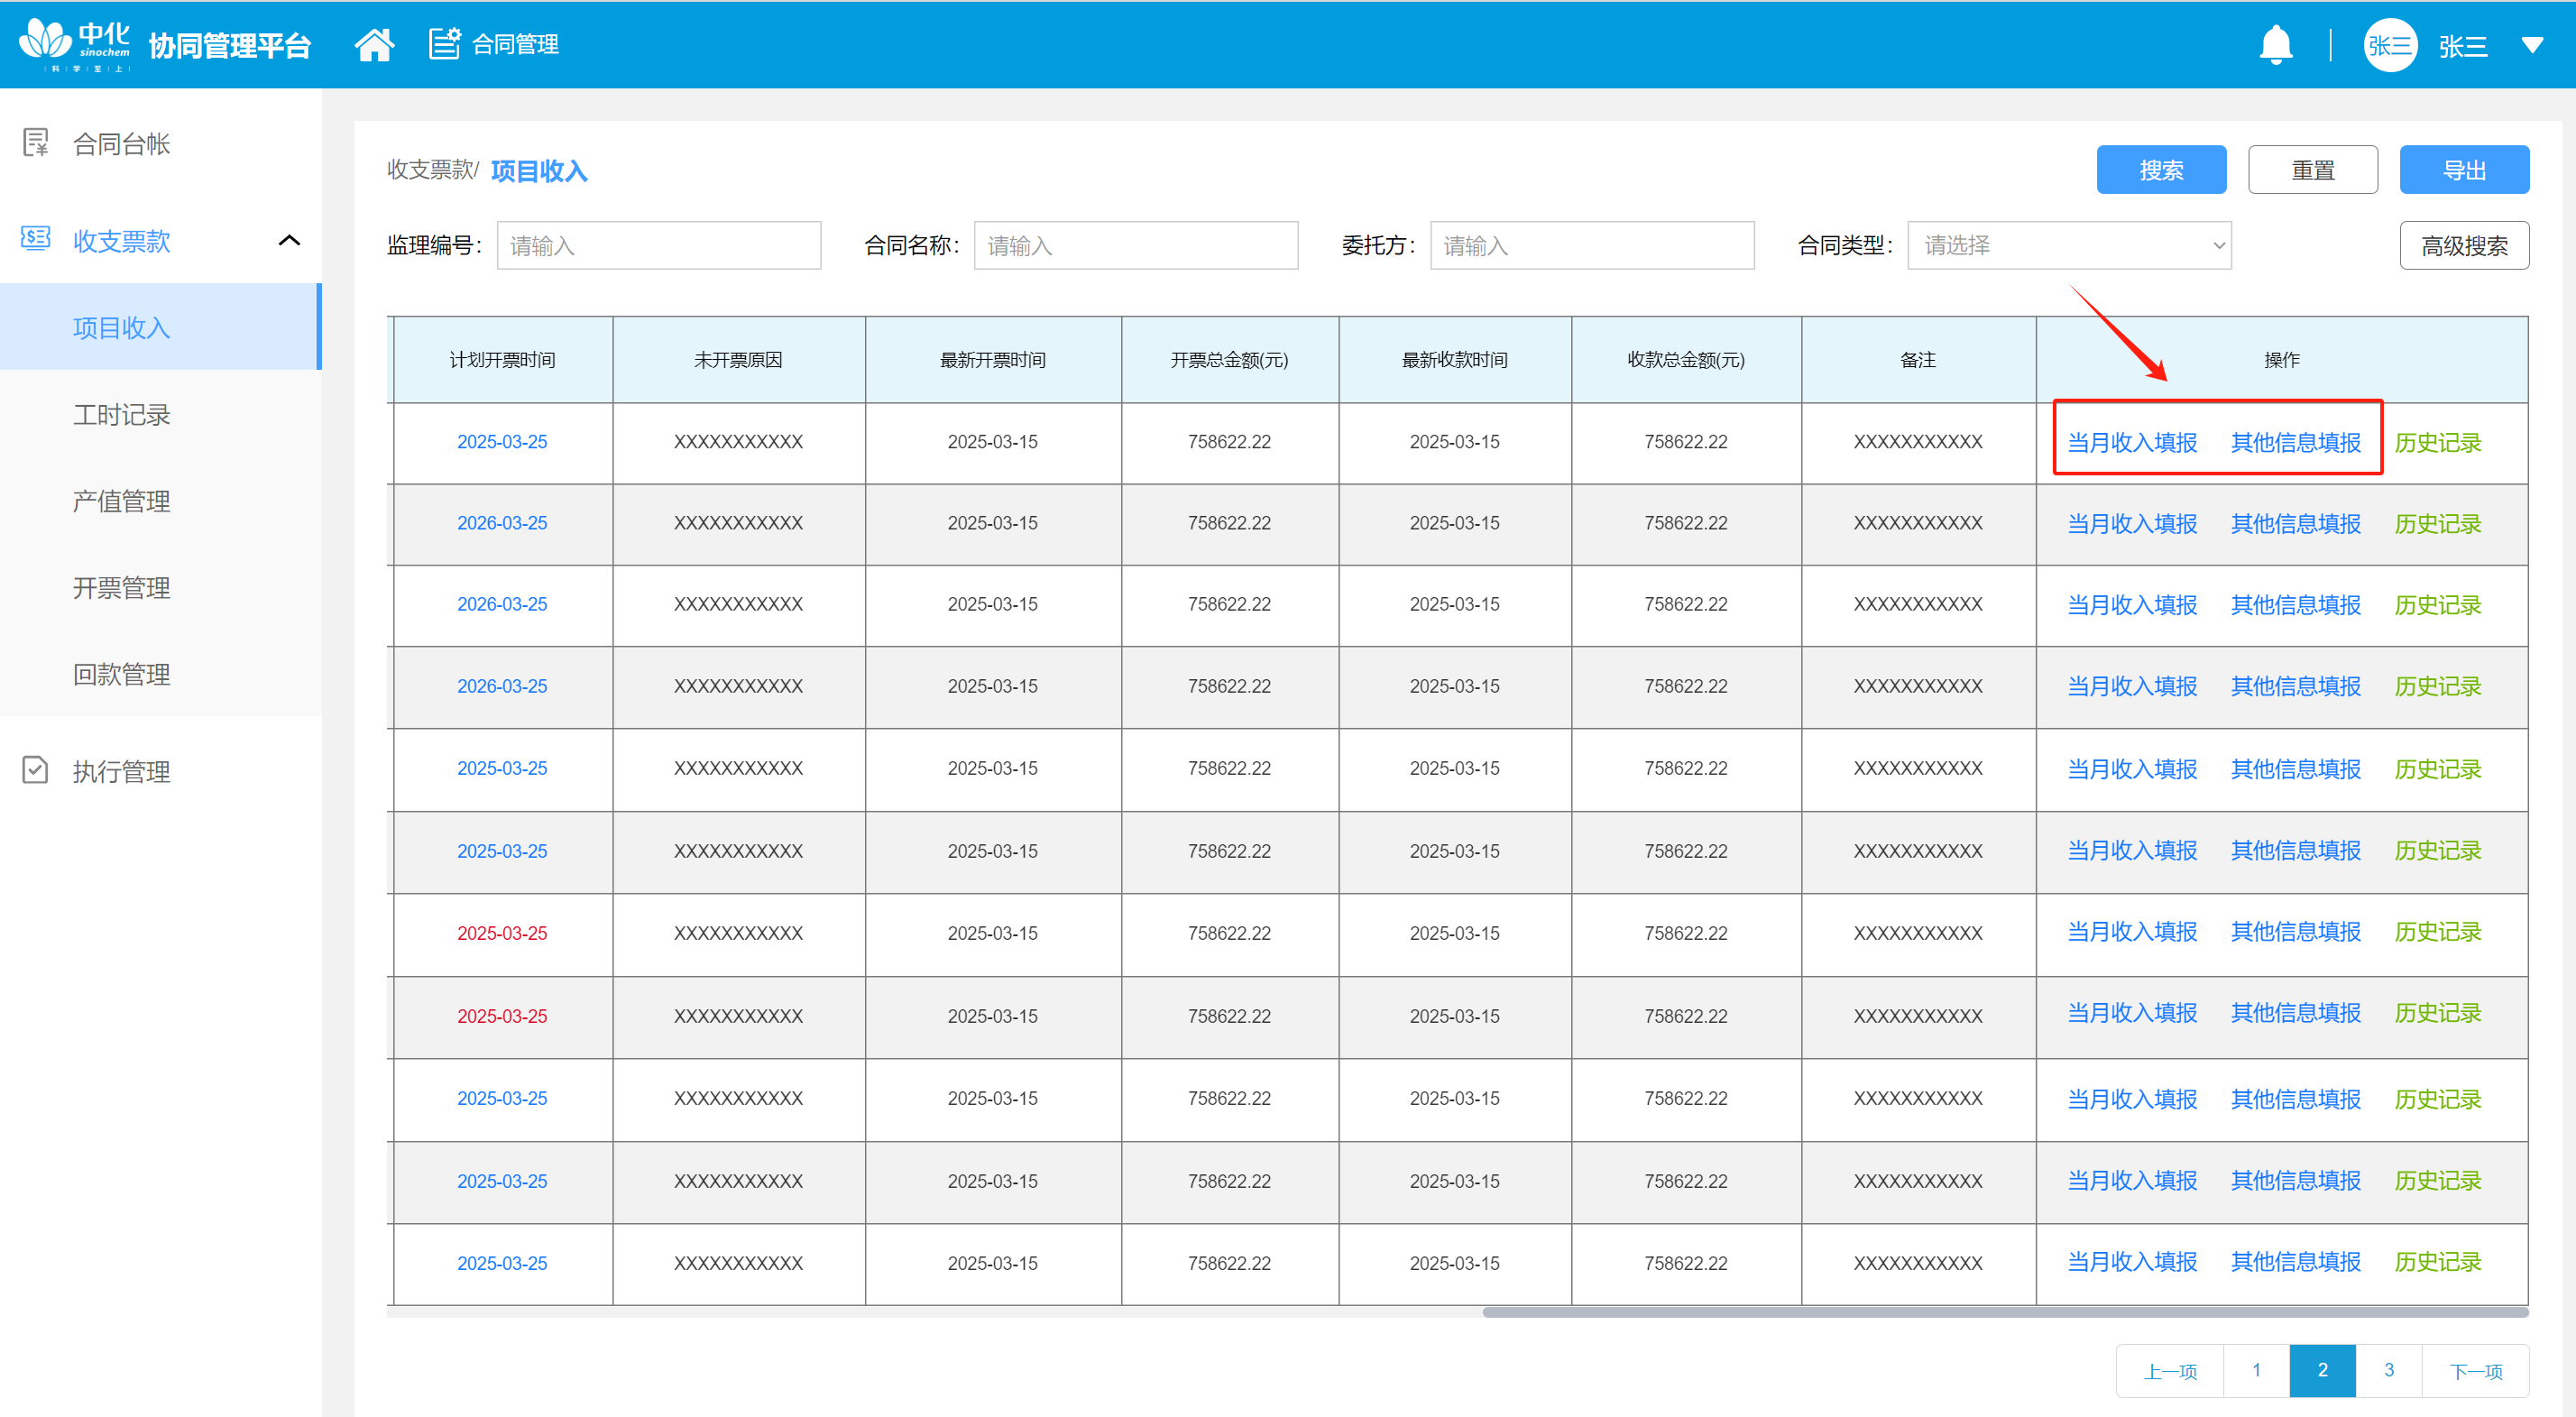 中化
sinochem
科 学 至 上
协同管理平台
合同管理
张三
张三
合同台帐
收支票款
项目收入
工时记录
产值管理
开票管理
回款管理
执行管理
收支票款/ 项目收入
搜索 重置 导出
监理编号: 请输入 合同名称: 请输入 委托方: 请输入 合同类型: 请选择 高级搜索
计划开票时间 未开票原因 最新开票时间 开票总金额(元) 最新收款时间 收款总金额(元) 备注 操作
2025-03-25 XXXXXXXXXXX 2025-03-15 758622.22 2025-03-15 758622.22 XXXXXXXXXXX 当月收入填报 其他信息填报 历史记录
2026-03-25 XXXXXXXXXXX 2025-03-15 758622.22 2025-03-15 758622.22 XXXXXXXXXXX 当月收入填报 其他信息填报 历史记录
2026-03-25 XXXXXXXXXXX 2025-03-15 758622.22 2025-03-15 758622.22 XXXXXXXXXXX 当月收入填报 其他信息填报 历史记录
2026-03-25 XXXXXXXXXXX 2025-03-15 758622.22 2025-03-15 758622.22 XXXXXXXXXXX 当月收入填报 其他信息填报 历史记录
2025-03-25 XXXXXXXXXXX 2025-03-15 758622.22 2025-03-15 758622.22 XXXXXXXXXXX 当月收入填报 其他信息填报 历史记录
2025-03-25 XXXXXXXXXXX 2025-03-15 758622.22 2025-03-15 758622.22 XXXXXXXXXXX 当月收入填报 其他信息填报 历史记录
2025-03-25 XXXXXXXXXXX 2025-03-15 758622.22 2025-03-15 758622.22 XXXXXXXXXXX 当月收入填报 其他信息填报 历史记录
2025-03-25 XXXXXXXXXXX 2025-03-15 758622.22 2025-03-15 758622.22 XXXXXXXXXXX 当月收入填报 其他信息填报 历史记录
2025-03-25 XXXXXXXXXXX 2025-03-15 758622.22 2025-03-15 758622.22 XXXXXXXXXXX 当月收入填报 其他信息填报 历史记录
2025-03-25 XXXXXXXXXXX 2025-03-15 758622.22 2025-03-15 758622.22 XXXXXXXXXXX 当月收入填报 其他信息填报 历史记录
2025-03-25 XXXXXXXXXXX 2025-03-15 758622.22 2025-03-15 758622.22 XXXXXXXXXXX 当月收入填报 其他信息填报 历史记录
上一项 1 2 3 下一项